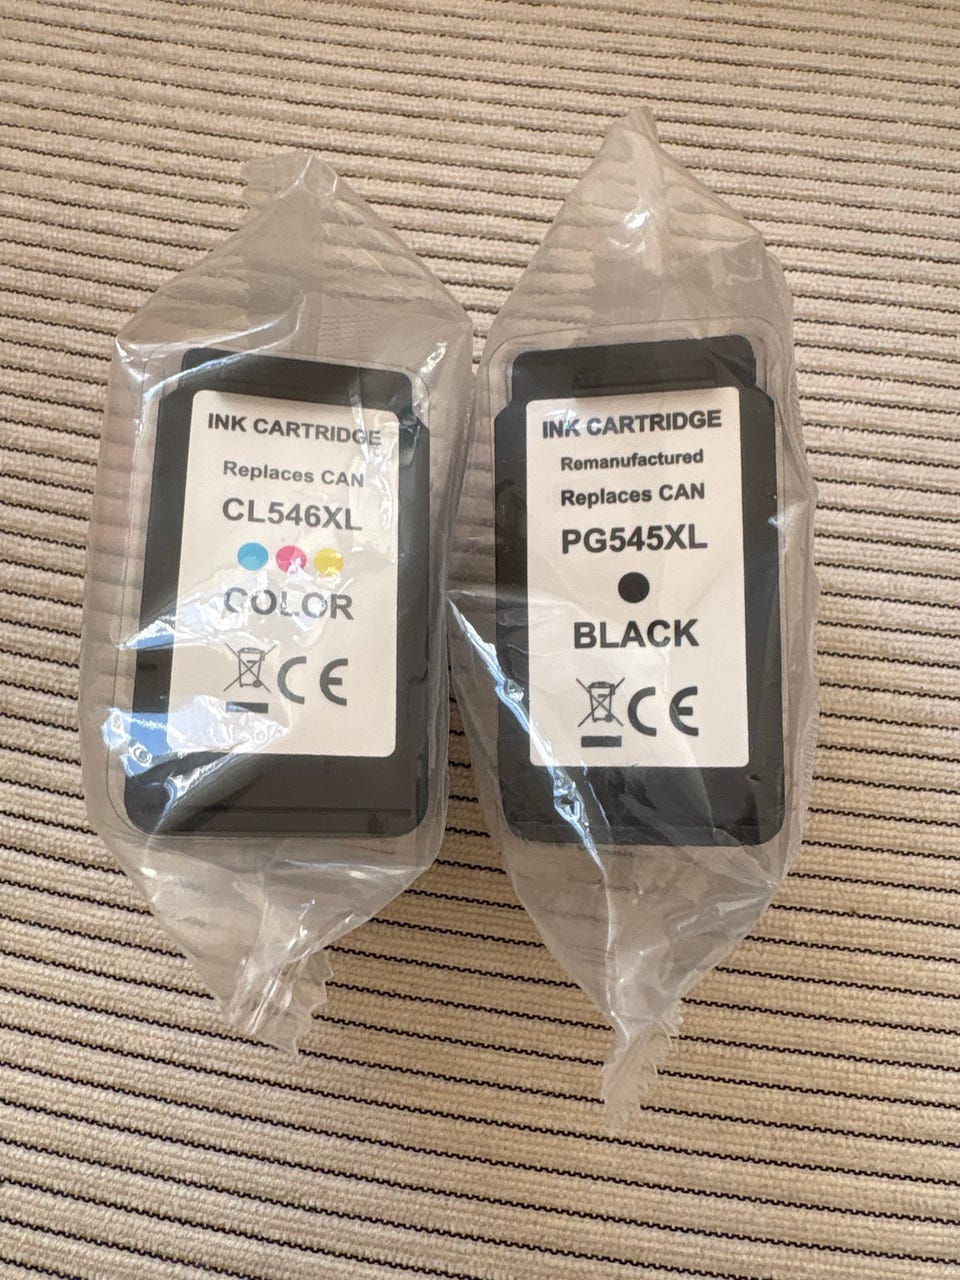 INK CARTRIDGE
Replaces CAN
CL546XL
COLOR
CE
INK CARTRIDGE
Remanufactured
Replaces CAN
PG545XL
BLACK
CE